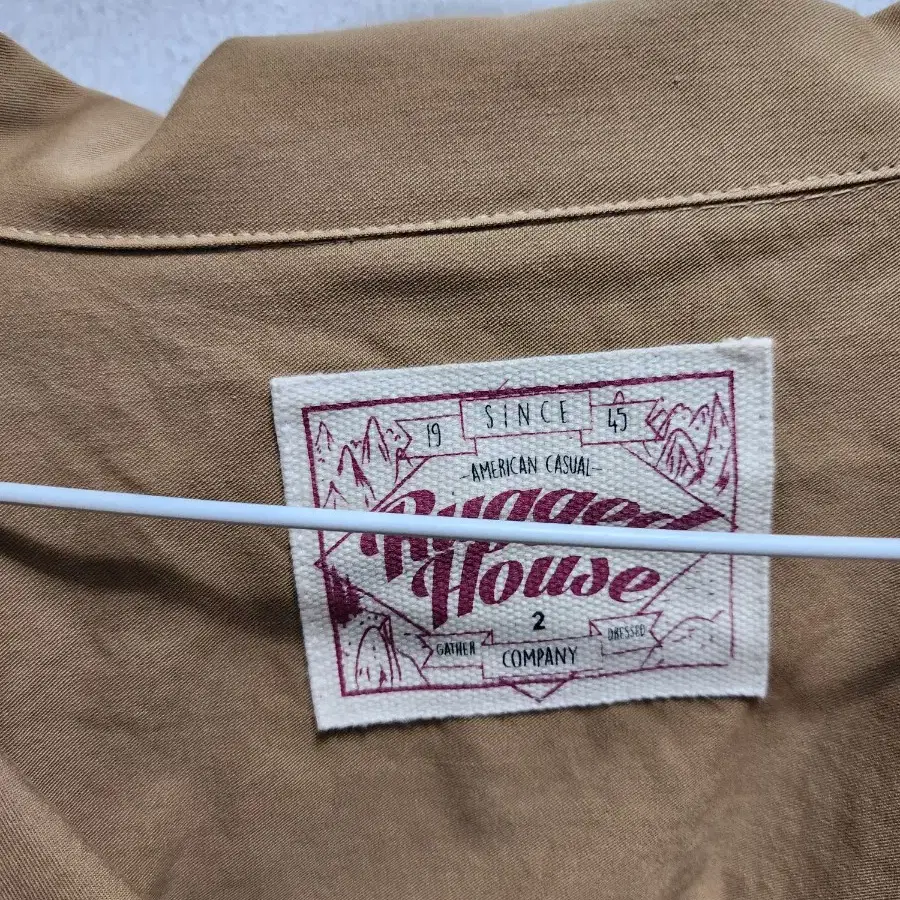 19 SINCE 45
-AMERICAN CASUAL-
Rugged
House
2
GATHER COMPANY DRESSED